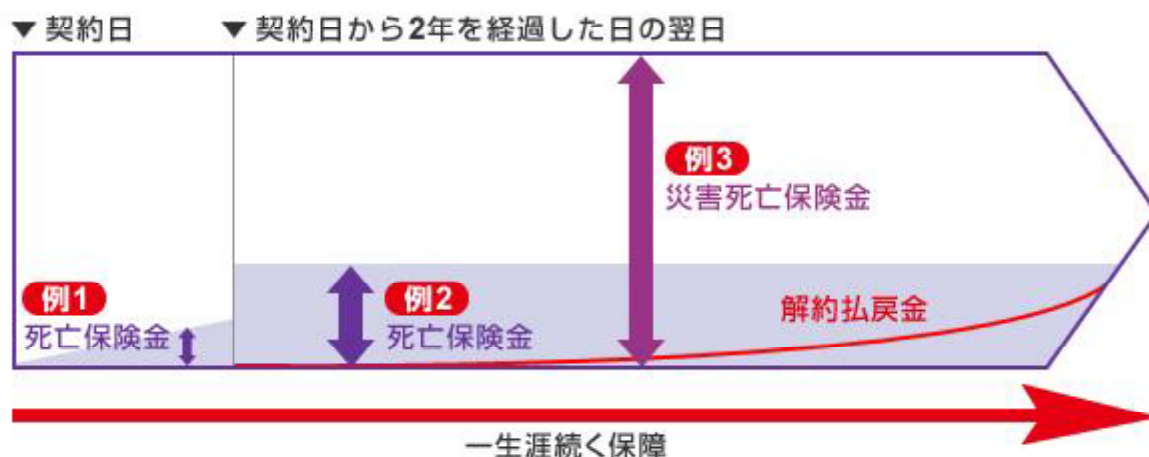 ▼契約日
▼契約日から2年を経過した日の翌日
例3
災害死亡保険金
例1
死亡保険金
例2
死亡保険金
解約払戻金
一生涯続く保障